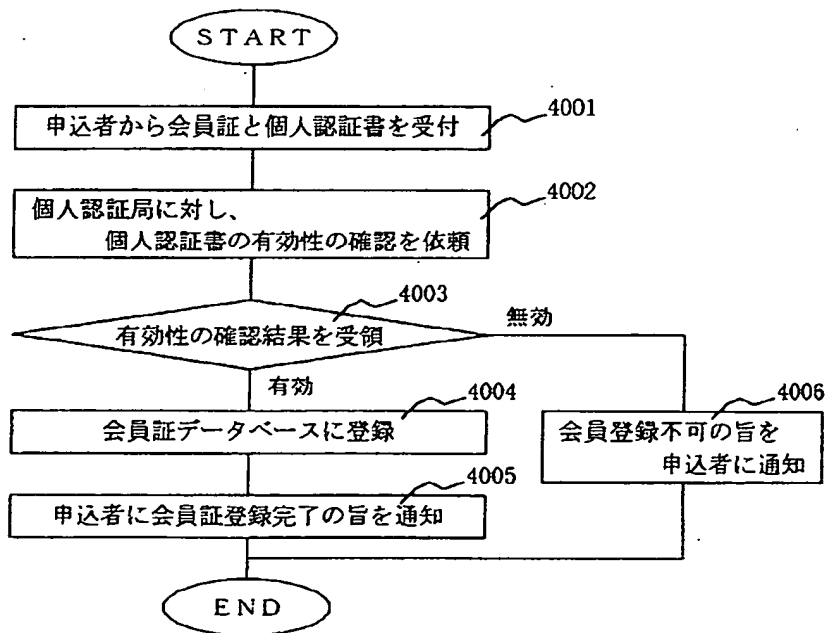 START
申込者から会員証と個人認証書を受付
4001
個人認証局に対し、
個人認証書の有効性の確認を依頼
4002
有効性の確認結果を受領
4003
無効
有効
会員証データベースに登録
4004
会員登録不可の旨を
申込者に通知
4006
申込者に会員証登録完了の旨を通知
4005
END